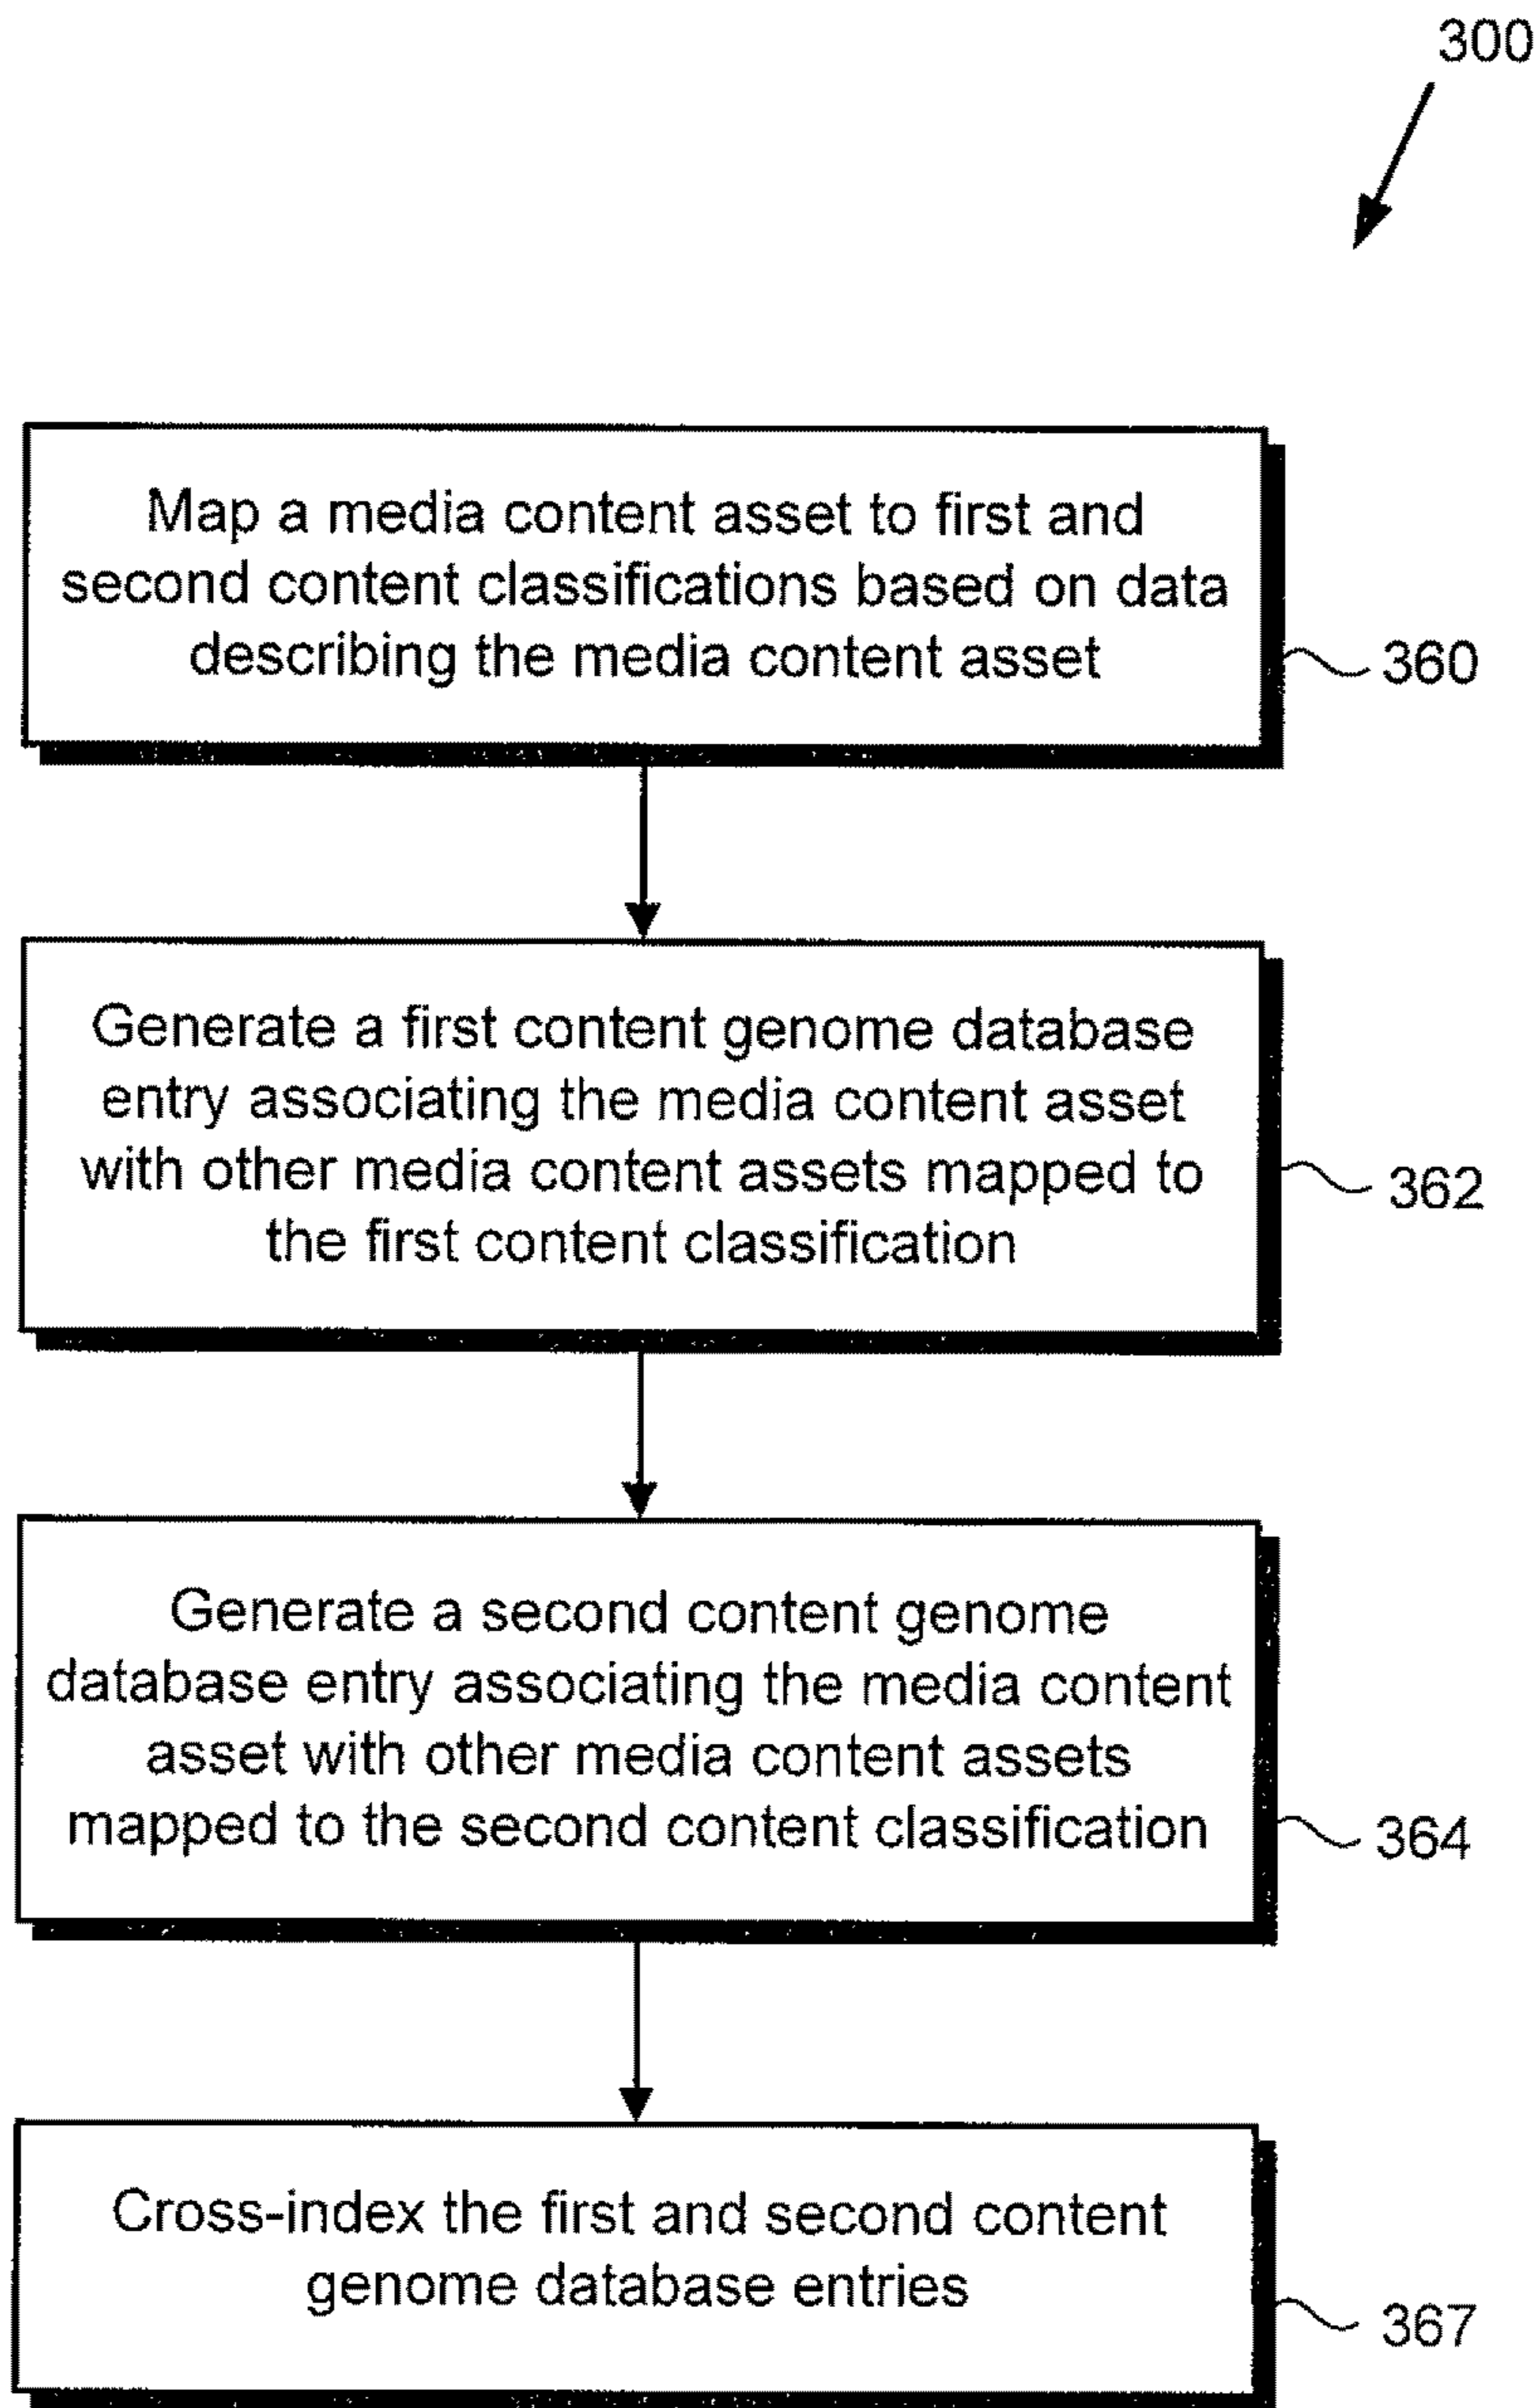 300
Map a media content asset to first and
second content classifications based on data
describing the media content asset
360
Generate a first content genome database
entry associating the media content asset
with other media content assets mapped to
the first content classification
362
Generate a second content genome
database entry associating the media content
asset with other media content assets
mapped to the second content classification
364
Cross-index the first and second content
genome database entries
367